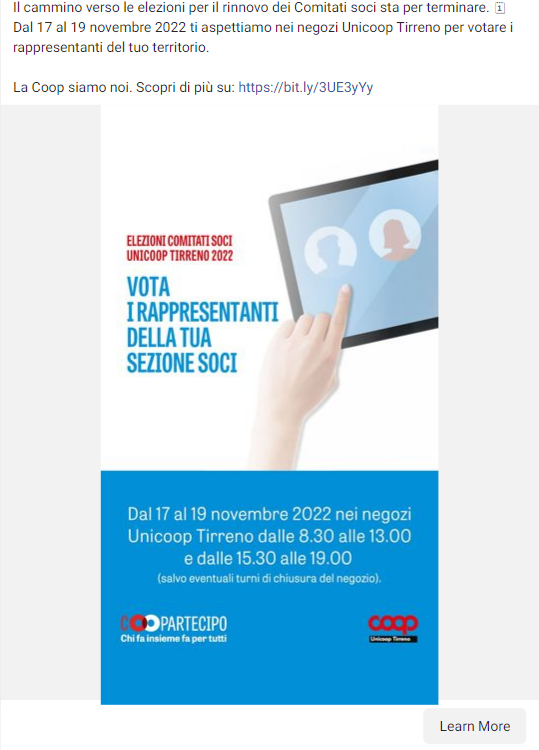 Il cammino verso le elezioni per il rinnovo dei Comitati soci sta per terminare.
Dal 17 al 19 novembre 2022 ti aspettiamo nei negozi Unicoop Tirreno per votare i
rappresentanti del tuo territorio.
La Coop siamo noi. Scopri di più su: https://bit.ly/3UE3yYy
ELEZIONI COMITATI SOCI
UNICOOP TIRRENO 2022
VOTA
I RAPPRESENTANTI
DELLA TUA
SEZIONE SOCI
Dal 17 al 19 novembre 2022 nei negozi
Unicoop Tirreno dalle 8.30 alle 13.00
e dalle 15.30 alle 19.00
(salvo eventuali turni di chiusura del negozio).
COOPARTECIPO
Chi fa insieme fa per tutti
coop
Unicoop Tirreno
Learn More